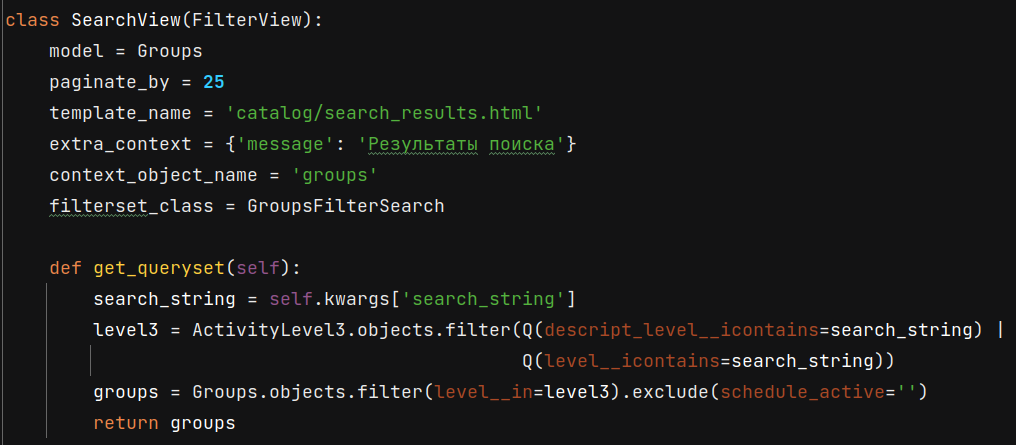 class SearchView(FilterView):
    model = Groups
    paginate_by = 25
    template_name = 'catalog/search_results.html'
    extra_context = {'message': 'Результаты поиска'}
    context_object_name = 'groups'
    filterset_class = GroupsFilterSearch

    def get_queryset(self):
        search_string = self.kwargs['search_string']
        level3 = ActivityLevel3.objects.filter(Q(descript_level__icontains=search_string) |
                                               Q(level__icontains=search_string))
        groups = Groups.objects.filter(level__in=level3).exclude(schedule_active='')
        return groups